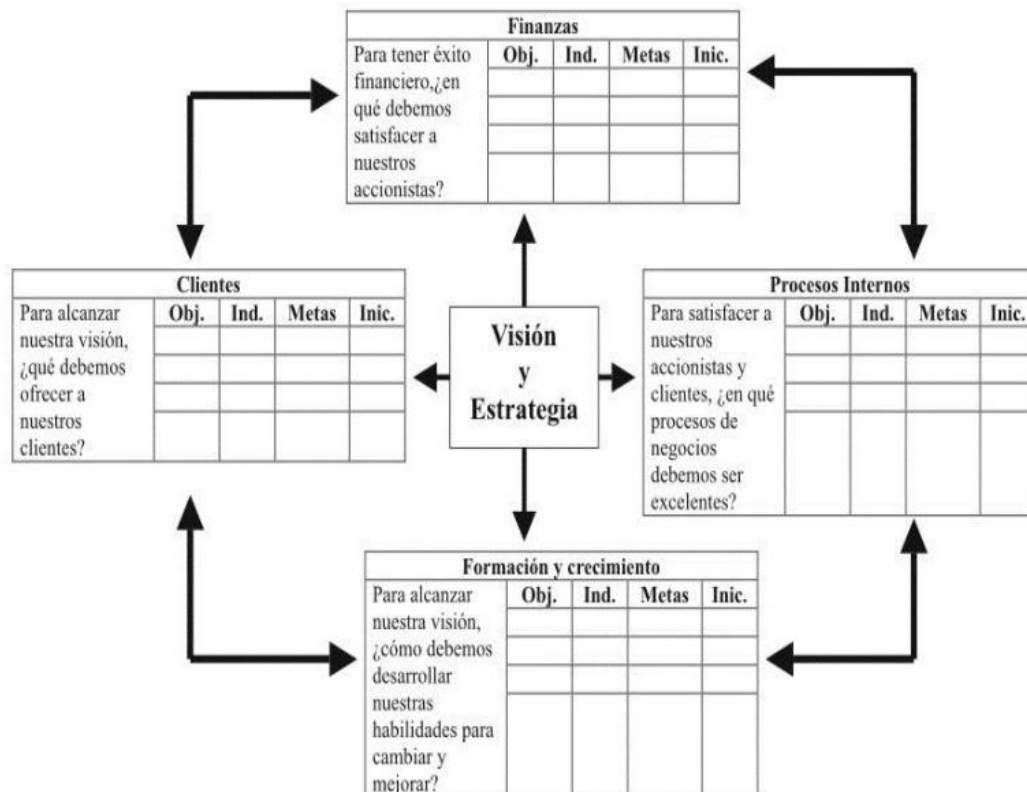 Finanzas
Para tener éxito
financiero,¿en
qué debemos
satisfacer a
nuestros
accionistas?
Obj. Ind. Metas Inic.
Clientes
Para alcanzar
nuestra visión,
¿qué debemos
ofrecer a
nuestros
clientes?
Obj. Ind. Metas Inic.
Visión
y
Estrategia
Procesos Internos
Para satisfacer a
nuestros
accionistas y
clientes, ¿en qué
procesos de
negocios
debemos ser
excelentes?
Obj. Ind. Metas Inic.
Formación y crecimiento
Para alcanzar
nuestra visión,
¿cómo debemos
desarrollar
nuestras
habilidades para
cambiar y
mejorar?
Obj. Ind. Metas Inic.